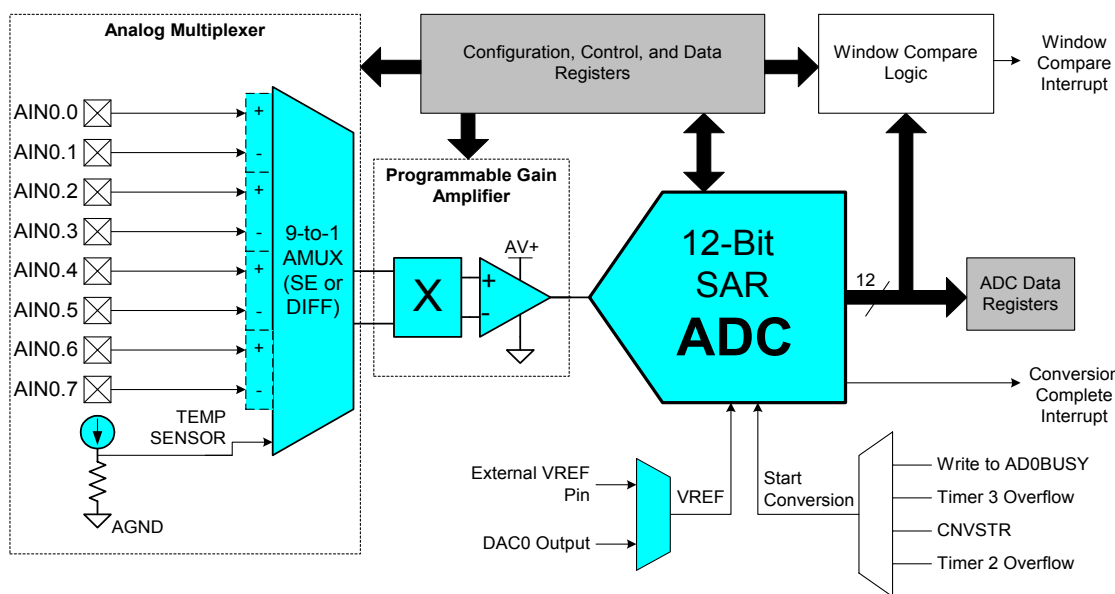 Analog Multiplexer
AIN0.0
AIN0.1
AIN0.2
AIN0.3
AIN0.4
AIN0.5
AIN0.6
AIN0.7
+
-
+
-
+
-
+
-
9-to-1
AMUX
(SE or
DIFF)
TEMP
SENSOR
AGND
Configuration, Control, and Data
Registers
Window Compare
Logic
Window
Compare
Interrupt
Programmable Gain
Amplifier
X
+
-
AV+
12-Bit
SAR
ADC
12
ADC Data
Registers
Conversion
Complete
Interrupt
External VREF
Pin
DAC0 Output
VREF
Start
Conversion
Write to AD0BUSY
Timer 3 Overflow
CNVSTR
Timer 2 Overflow